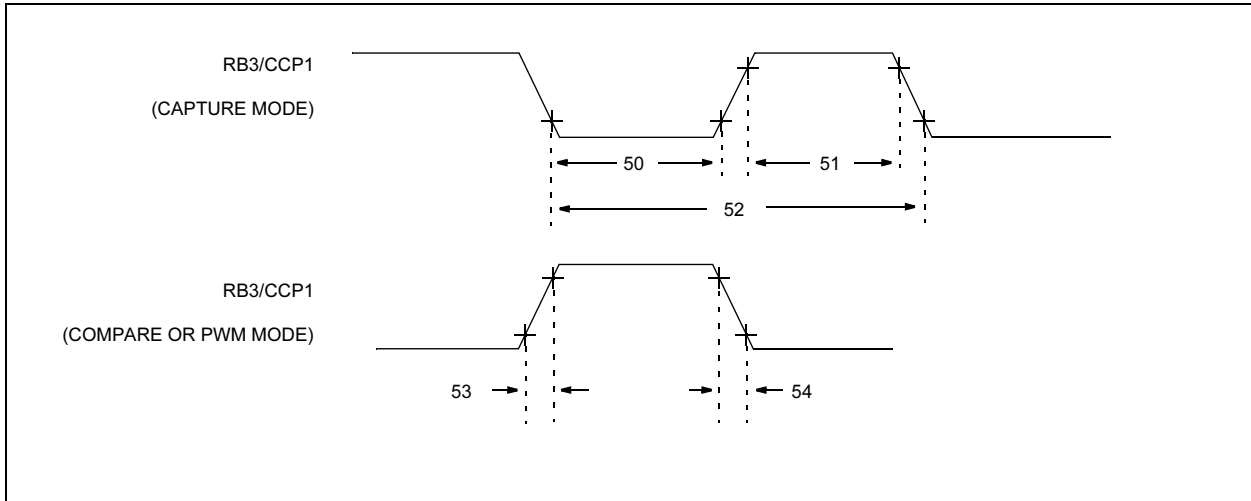 RB3/CCP1
(CAPTURE MODE)
50
51
52
RB3/CCP1
(COMPARE OR PWM MODE)
53
54